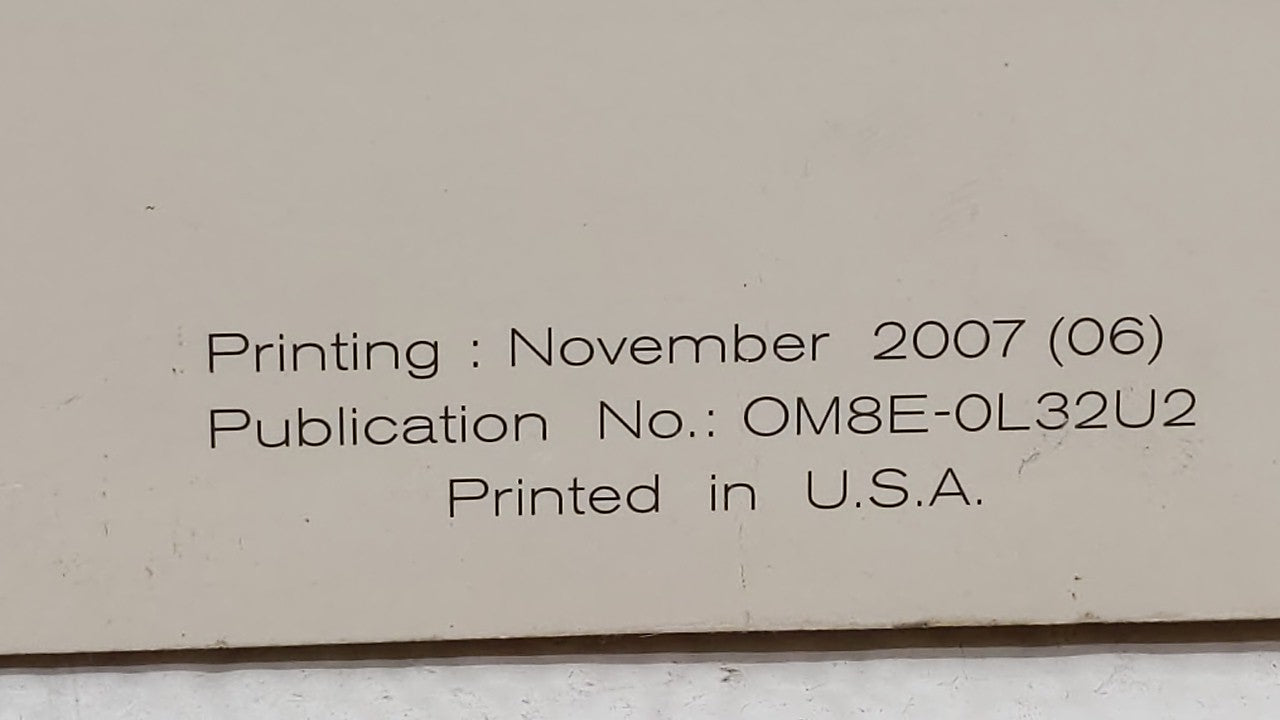 Printing : November 2007 (06)
Publication No.: OM8E-0L32U2
Printed in U.S.A.